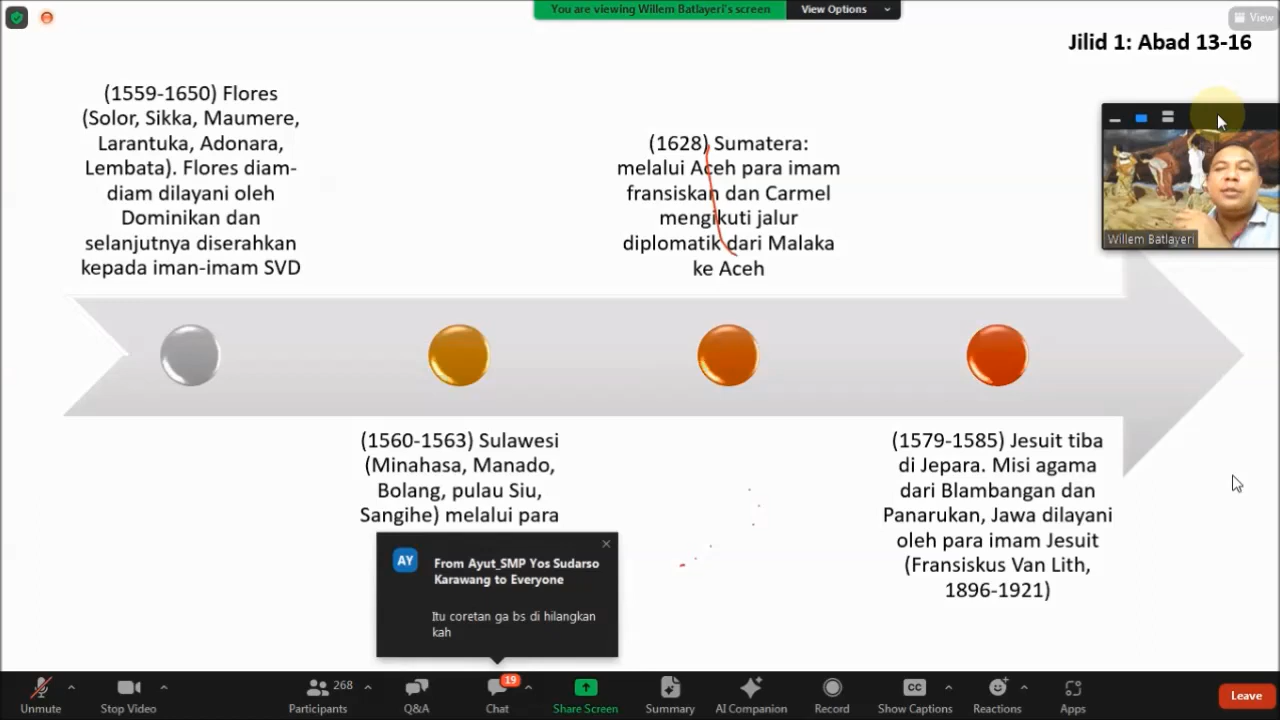 You are viewing Willem Batlayeri's screen
View Options
View
Jilid 1: Abad 13-16
(1559-1650) Flores
(Solor, Sikka, Maumere,
Larantuka, Adonara,
Lembata). Flores diam-
diam dilayani oleh
Dominikan dan
selanjutnya diserahkan
kepada iman-imam SVD
(1628) Sumatera:
melalui Aceh para imam
fransiskan dan Carmel
mengikuti jalur
diplomatik dari Malaka
ke Aceh
Willem Batlayeri
(1560-1563) Sulawesi
(Minahasa, Manado,
Bolang, pulau Siu,
Sangihe) melalui para
(1579-1585) Jesuit tiba
di Jepara. Misi agama
dari Blambangan dan
Panarukan, Jawa dilayani
oleh para imam Jesuit
(Fransiskus Van Lith,
1896-1921)
AY
From Ayut_SMP Yos Sudarso
Karawang to Everyone
Itu coretan ga bs di hilangkan
kah
Unmute
Stop Video
268
Participants
Q&A
19
Chat
Share Screen
Summary
AI Companion
Record
CC
Show Captions
Reactions
Apps
Leave